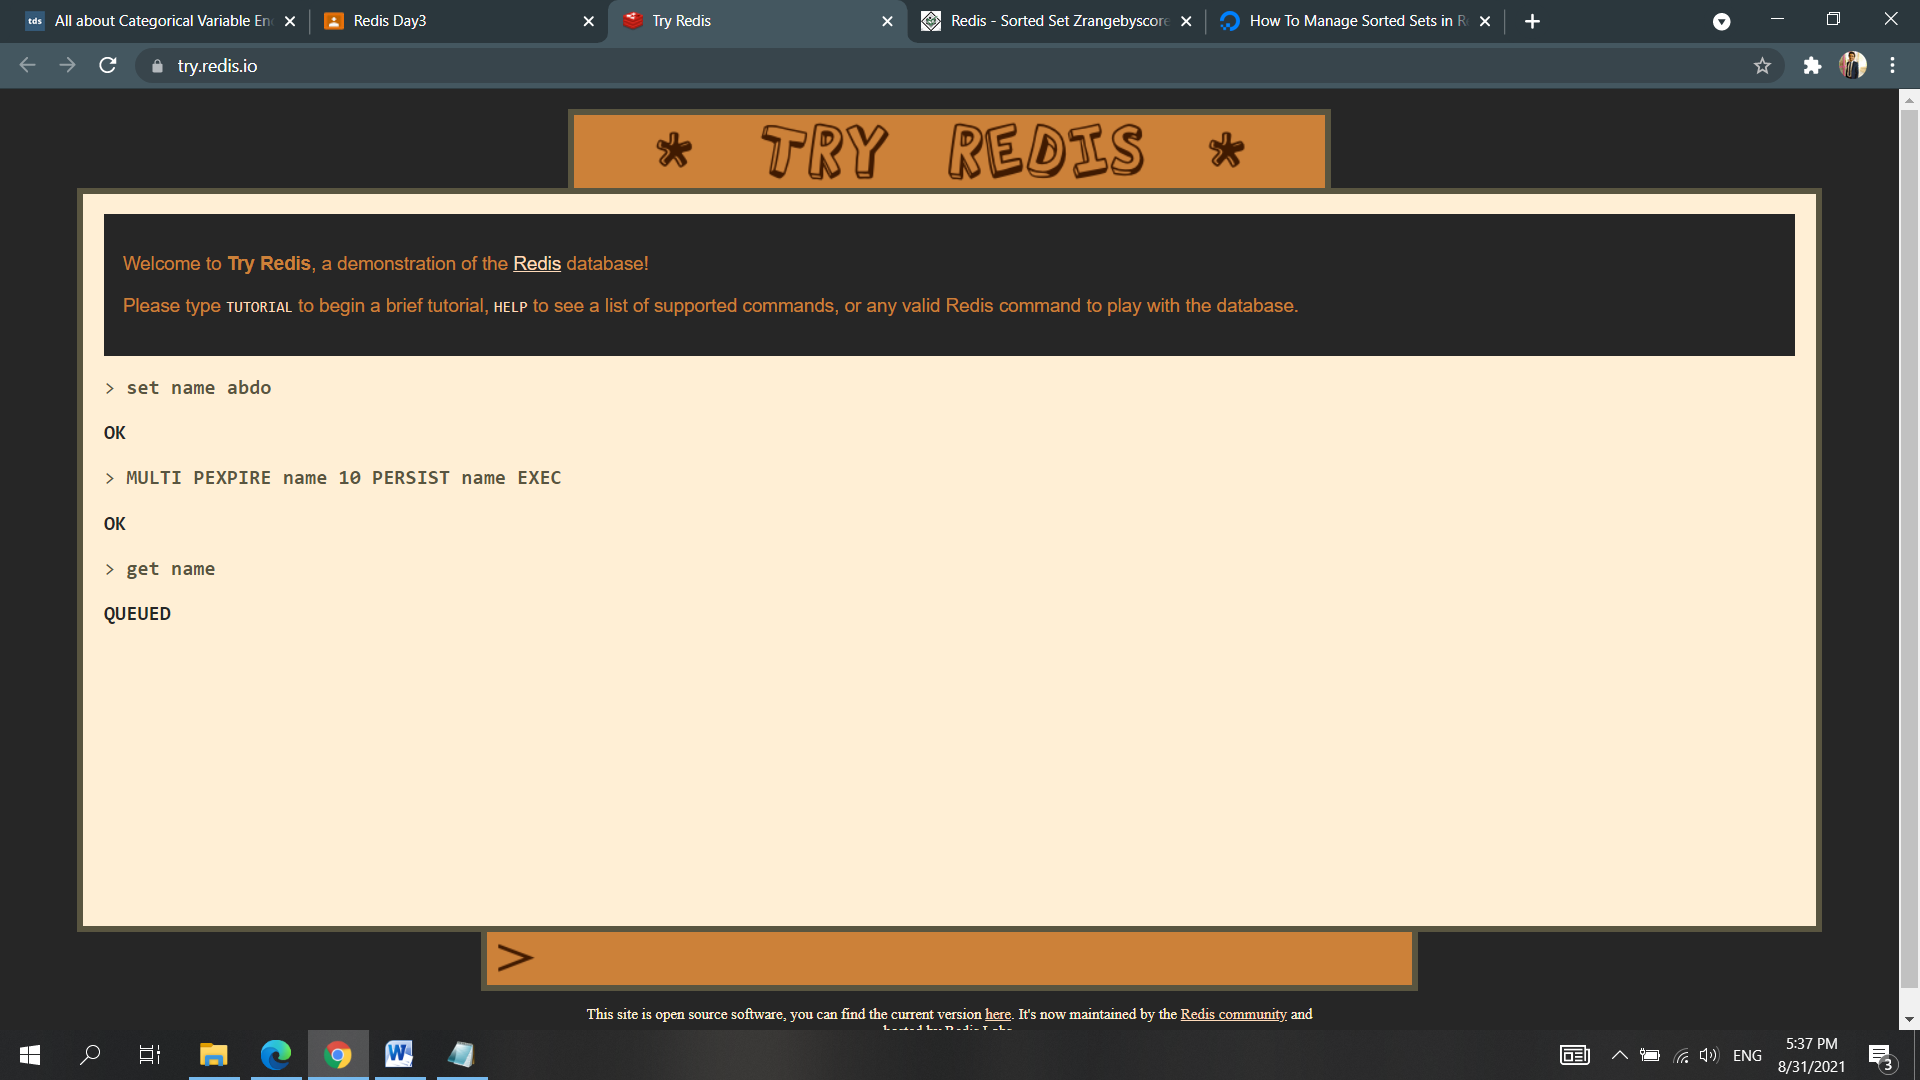 tds All about Categorical Variable En
Redis Day3
Try Redis
Redis - Sorted Set Zrangebyscore
How To Manage Sorted Sets in R
try.redis.io
* TRY REDIS *
Welcome to Try Redis, a demonstration of the Redis database!
Please type TUTORIAL to begin a brief tutorial, HELP to see a list of supported commands, or any valid Redis command to play with the database.
> set name abdo
OK
> MULTI PEXPIRE name 10 PERSIST name EXEC
OK
> get name
QUEUED
>
This site is open source software, you can find the current version here. It's now maintained by the Redis community and
hosted by Redis Labs.
ENG
5:37 PM
8/31/2021
3